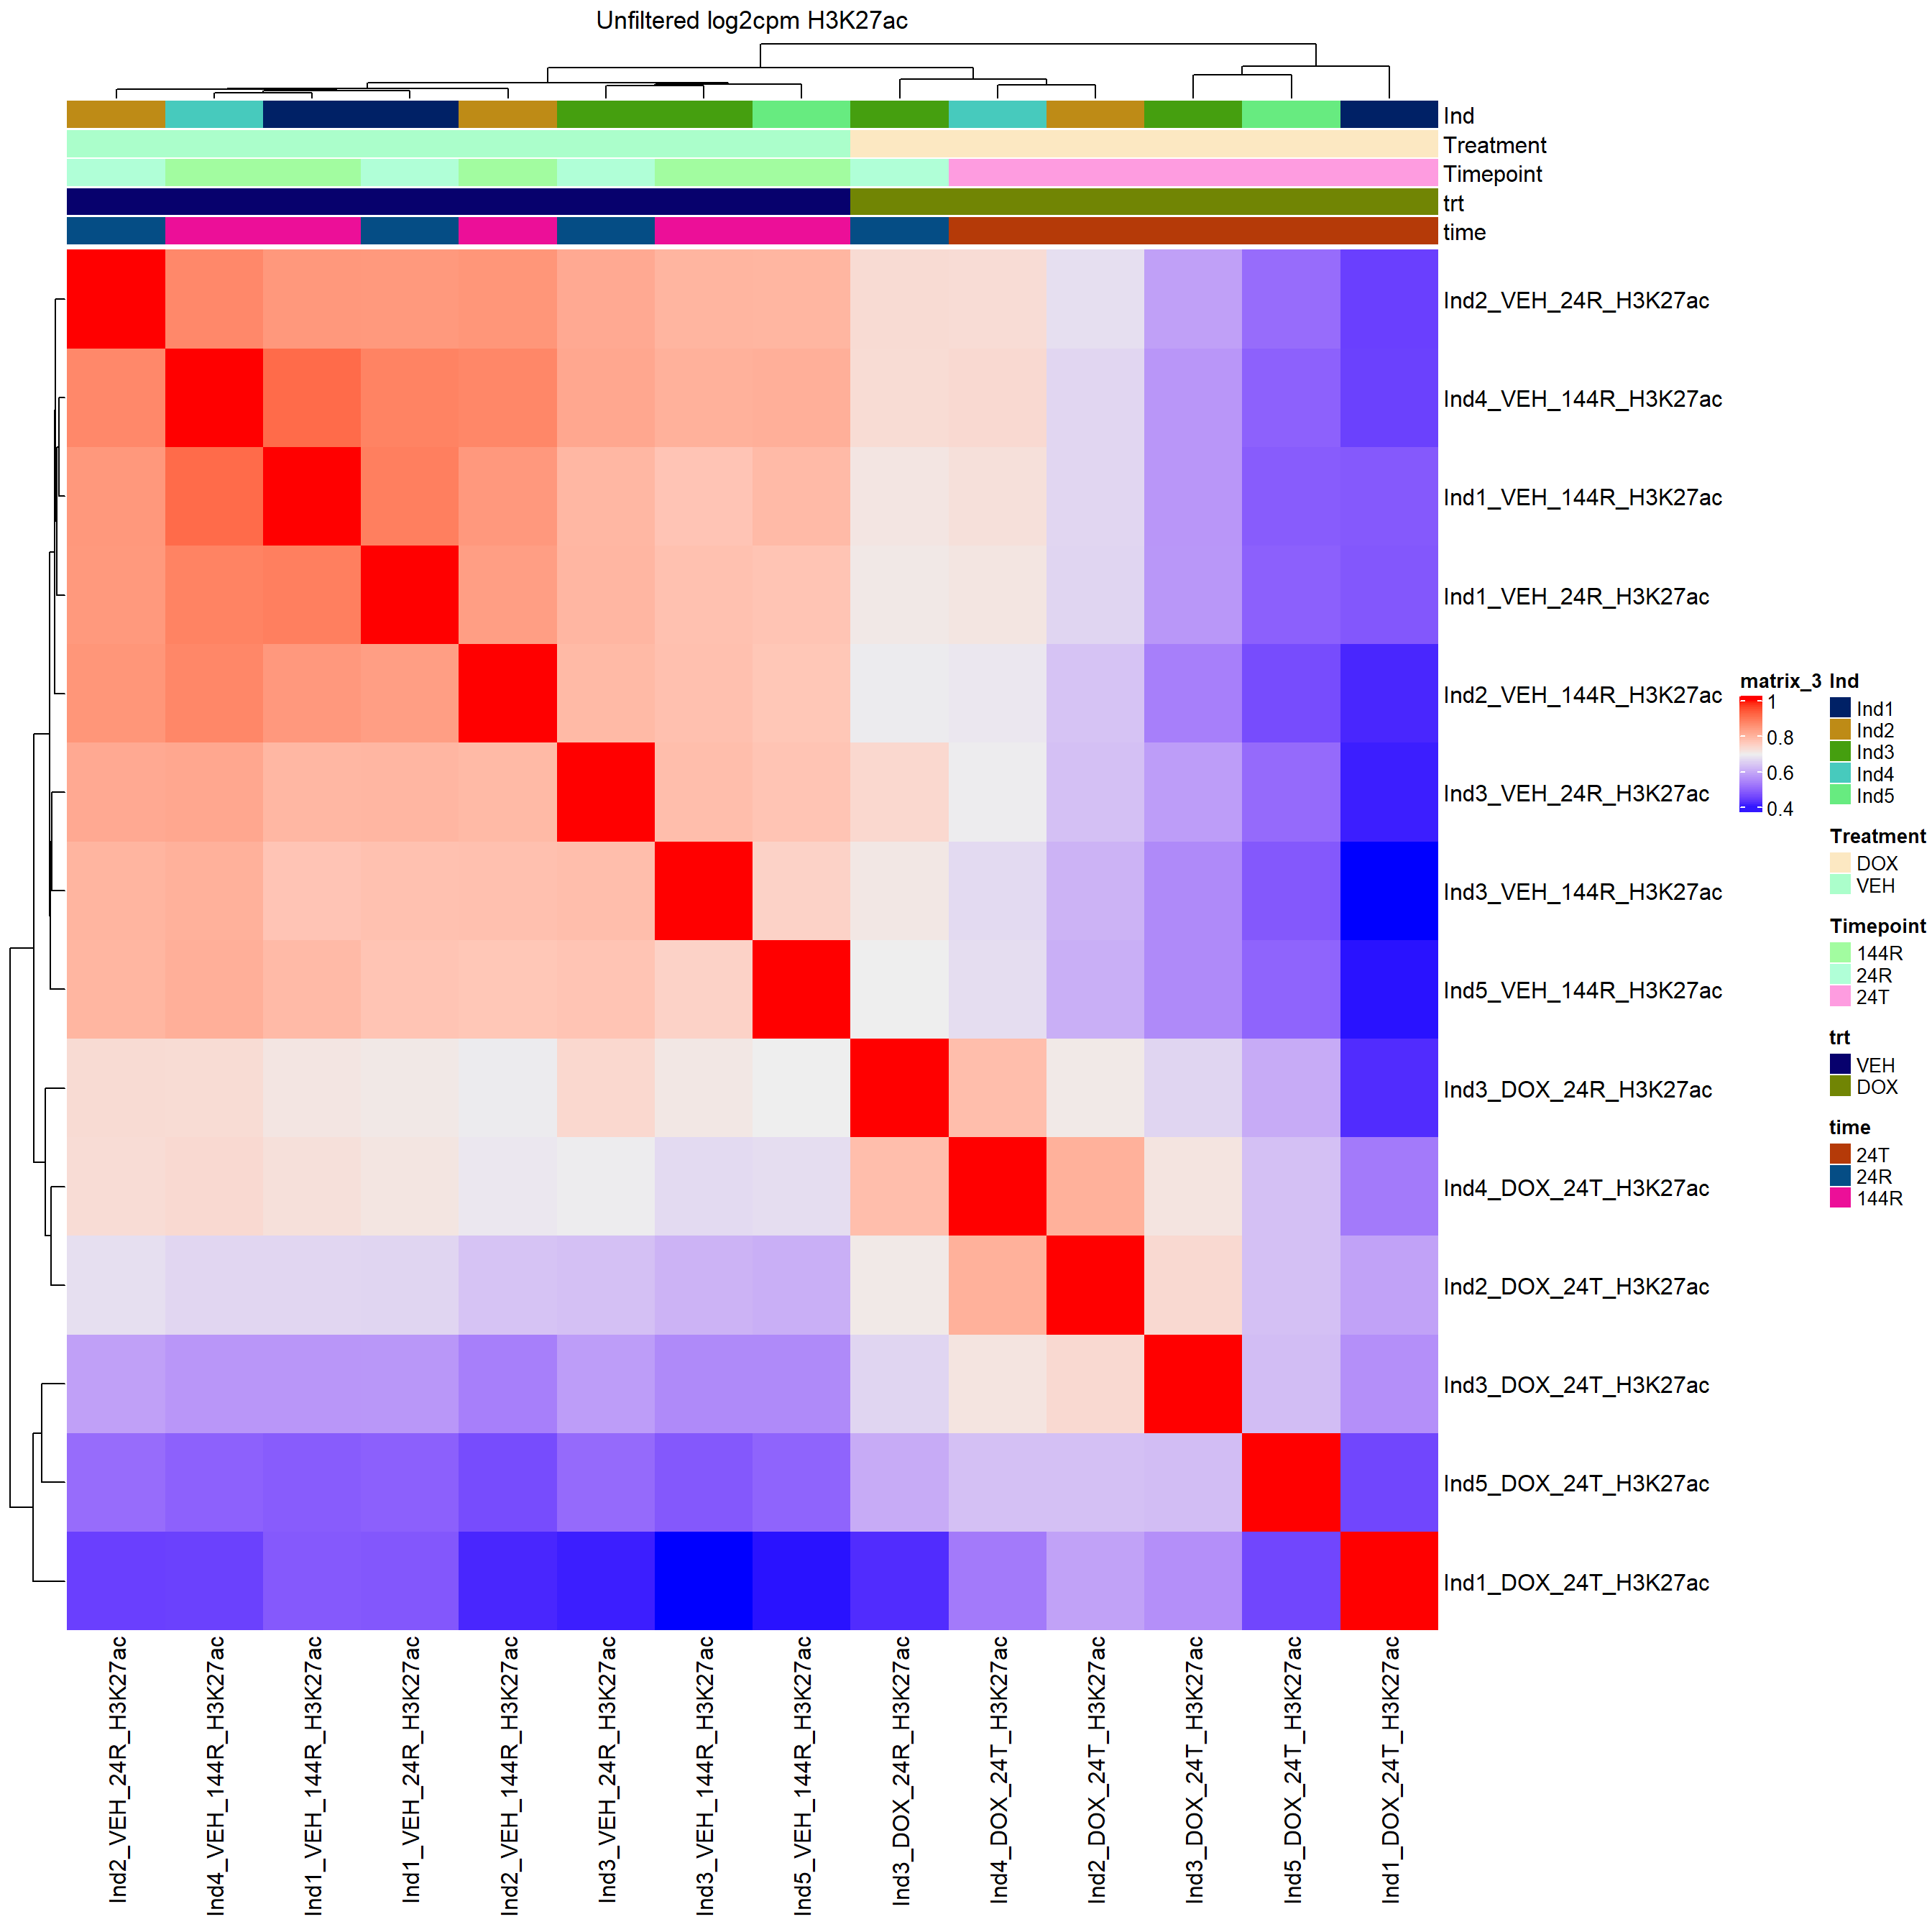 Unfiltered log2cpm H3K27ac
Ind
Treatment
Timepoint
trt
time
Ind2_VEH_24R_H3K27ac
Ind4_VEH_144R_H3K27ac
Ind1_VEH_144R_H3K27ac
Ind1_VEH_24R_H3K27ac
Ind2_VEH_144R_H3K27ac
Ind3_VEH_24R_H3K27ac
Ind3_VEH_144R_H3K27ac
Ind5_VEH_144R_H3K27ac
Ind3_DOX_24R_H3K27ac
Ind4_DOX_24T_H3K27ac
Ind2_DOX_24T_H3K27ac
Ind3_DOX_24T_H3K27ac
Ind5_DOX_24T_H3K27ac
Ind1_DOX_24T_H3K27ac
Ind2_VEH_24R_H3K27ac
Ind4_VEH_144R_H3K27ac
Ind1_VEH_144R_H3K27ac
Ind1_VEH_24R_H3K27ac
Ind2_VEH_144R_H3K27ac
Ind3_VEH_24R_H3K27ac
Ind3_VEH_144R_H3K27ac
Ind5_VEH_144R_H3K27ac
Ind3_DOX_24R_H3K27ac
Ind4_DOX_24T_H3K27ac
Ind2_DOX_24T_H3K27ac
Ind3_DOX_24T_H3K27ac
Ind5_DOX_24T_H3K27ac
Ind1_DOX_24T_H3K27ac
matrix_3
1
0.8
0.6
0.4
Ind
Ind1
Ind2
Ind3
Ind4
Ind5
Treatment
DOX
VEH
Timepoint
144R
24R
24T
trt
VEH
DOX
time
24T
24R
144R